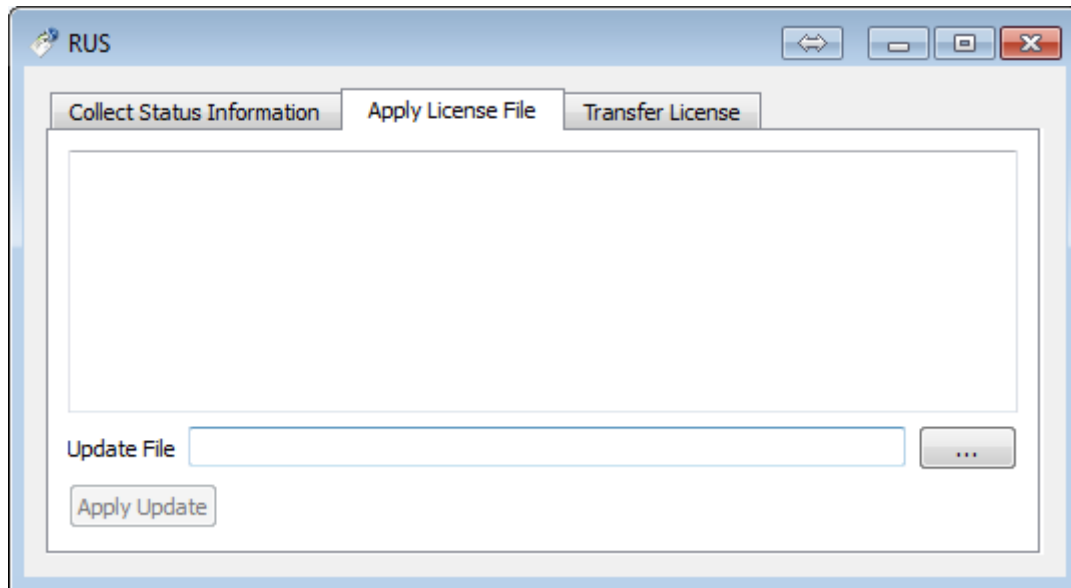 RUS
Collect Status Information
Apply License File
Transfer License
Update File
...
Apply Update